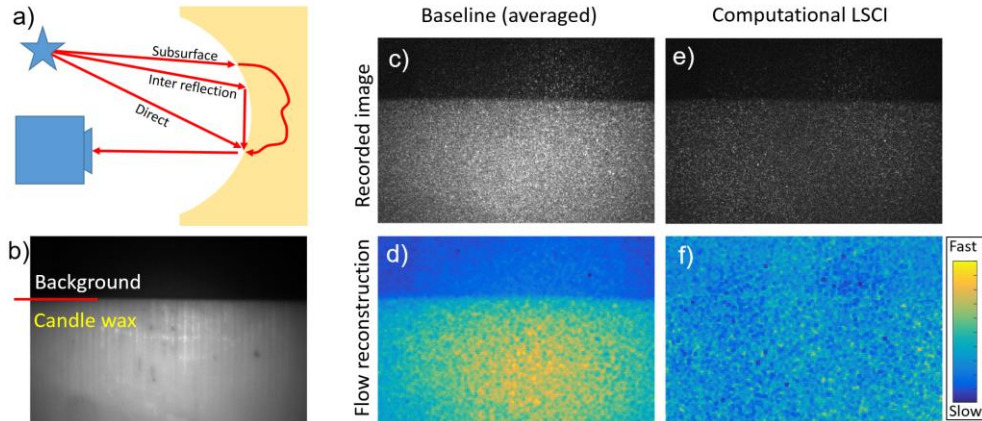 a)
Subsurface
Inter reflection
Direct
b)
Background
Candle wax
Baseline (averaged)
Computational LSCI
Recorded image
c)
e)
Flow reconstruction
d)
f)
Fast
Slow